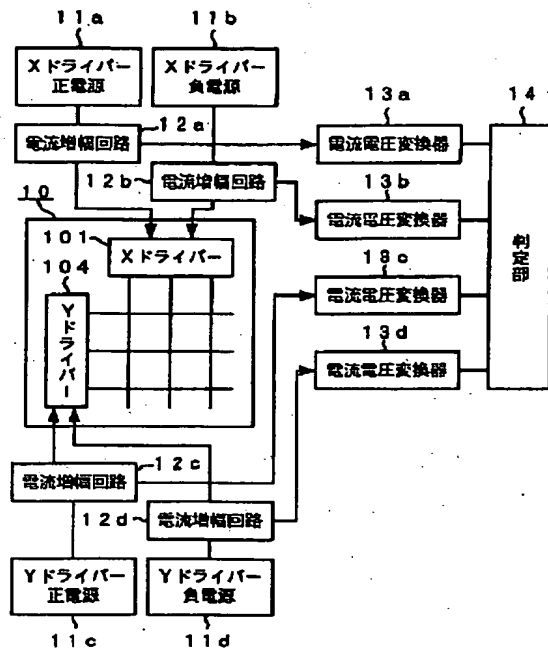 11a
11b
Xドライバー
正電源
Xドライバー
負電源
12a
13a
14
電流増幅回路
電流電圧変換器
12b
電流増幅回路
13b
電流電圧変換器
10
101
Xドライバー
判定部
104
Yドライバー
18c
電流電圧変換器
13d
電流電圧変換器
12c
電流増幅回路
12d
電流増幅回路
Yドライバー
正電源
Yドライバー
負電源
11c
11d